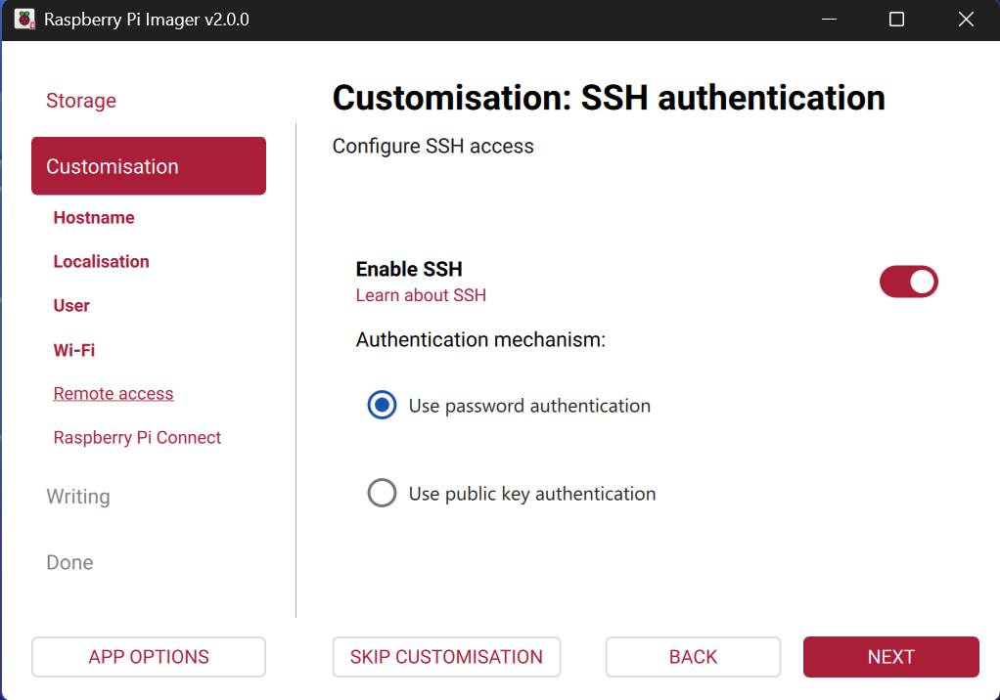 Raspberry Pi Imager v2.0.0
Storage
Customisation
Hostname
Localisation
User
Wi-Fi
Remote access
Raspberry Pi Connect
Writing
Done
APP OPTIONS
Customisation: SSH authentication
Configure SSH access
Enable SSH
Learn about SSH
Authentication mechanism:
Use password authentication
Use public key authentication
SKIP CUSTOMISATION
BACK
NEXT